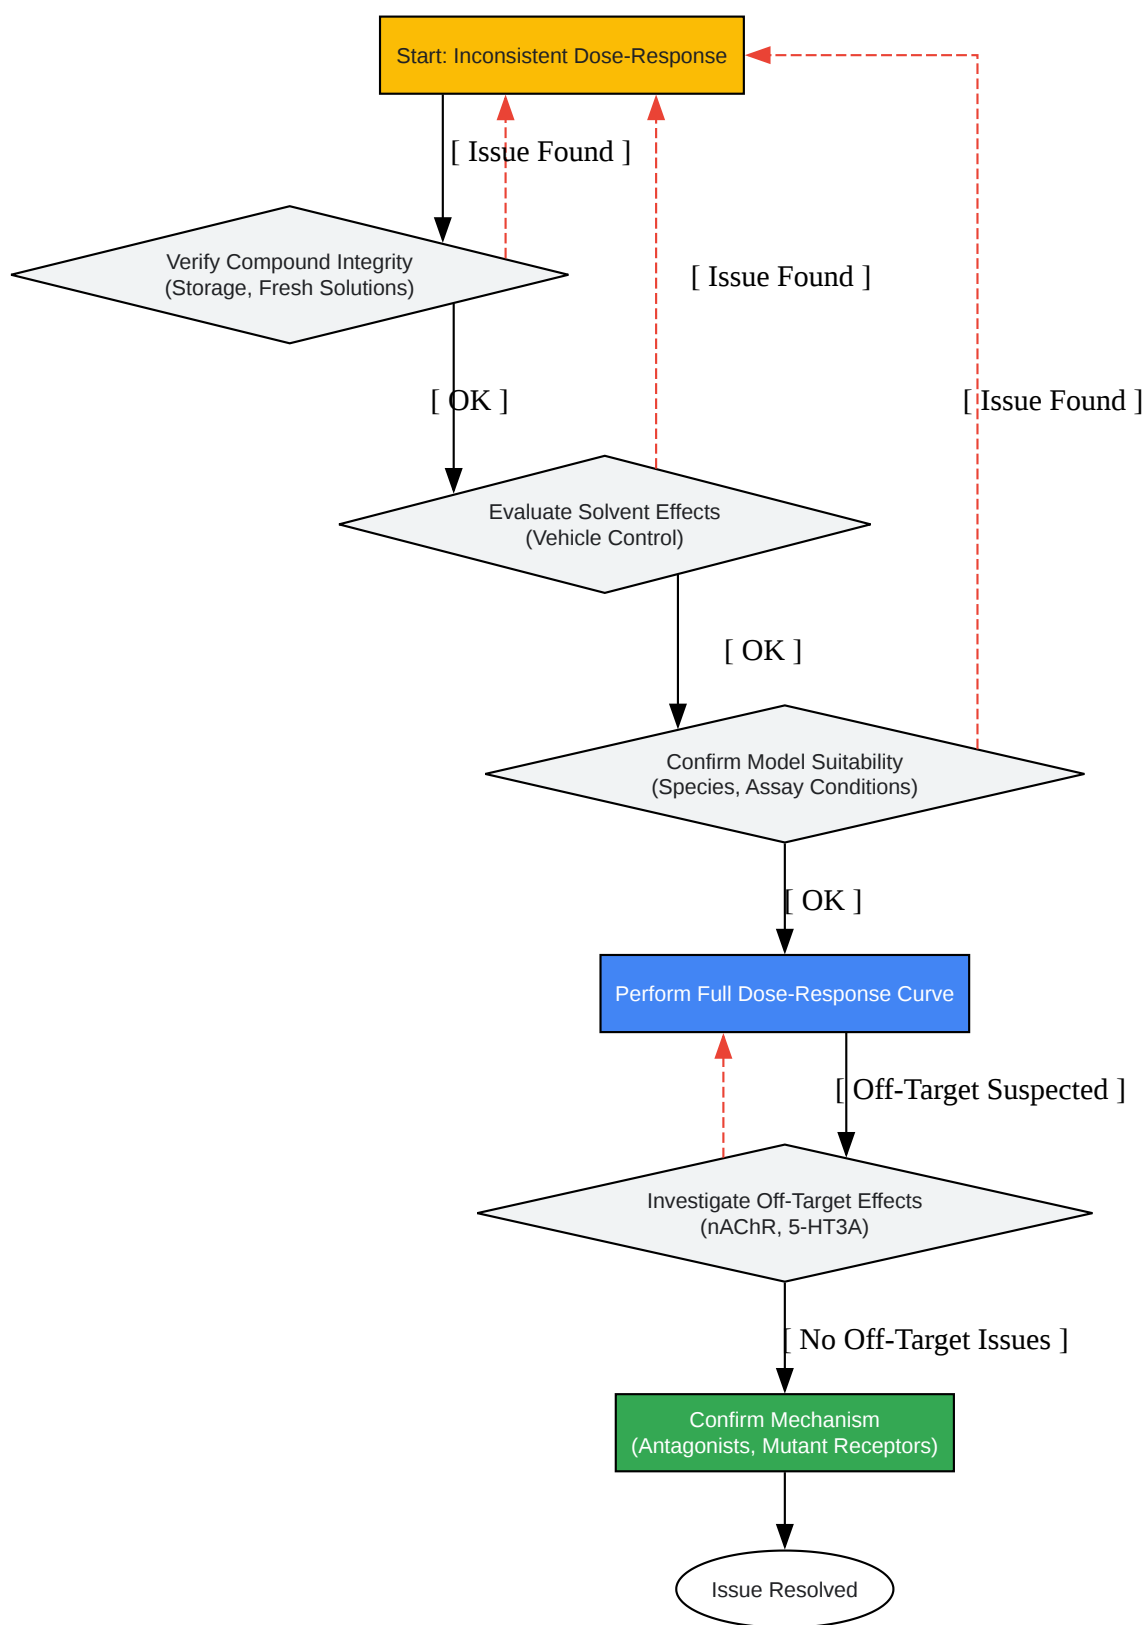 Start: Inconsistent Dose-Response
[ Issue Found ]
Verify Compound Integrity
(Storage, Fresh Solutions)
[ Issue Found ]
[ OK ]
[ Issue Found ]
Evaluate Solvent Effects
(Vehicle Control)
[ OK ]
Confirm Model Suitability
(Species, Assay Conditions)
[ OK ]
Perform Full Dose-Response Curve
[ Off-Target Suspected ]
Investigate Off-Target Effects
(nAChR, 5-HT3A)
[ No Off-Target Issues ]
Confirm Mechanism
(Antagonists, Mutant Receptors)
Issue Resolved